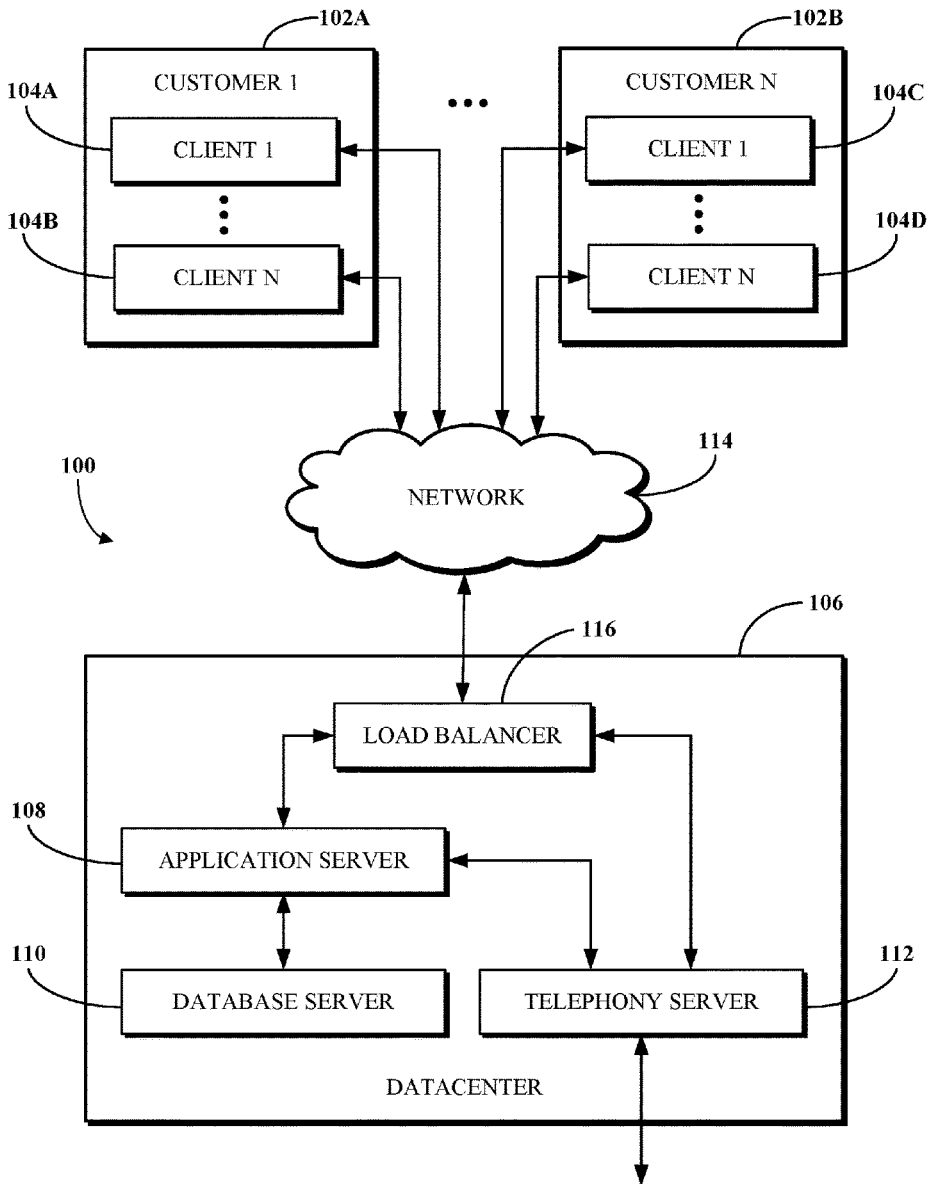 102A
102B
CUSTOMER 1
CUSTOMER N
104A
104C
CLIENT 1
CLIENT 1
104B
104D
CLIENT N
CLIENT N
114
100
NETWORK
106
116
LOAD BALANCER
108
APPLICATION SERVER
110
112
DATABASE SERVER
TELEPHONY SERVER
DATACENTER